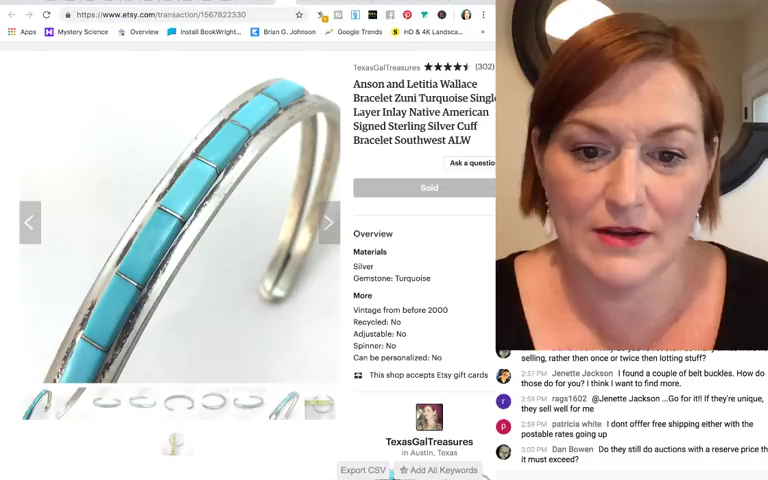 https://www.etsy.com/transaction/1567822330
Apps
Mystery Science
Overview
Install BookWright...
Brian G. Johnson
Google Trends
HD & 4K Landsca...
TexasGalTreasures
(302)
Anson and Letitia Wallace
Bracelet Zuni Turquoise Single
Layer Inlay Native American
Signed Sterling Silver Cuff
Bracelet Southwest ALW
Ask a questio
Sold
Overview
Materials
Silver
Gemstone: Turquoise
More
Vintage from before 2000
Recycled: No
Adjustable: No
Spinner: No
Can be personalized: No
This shop accepts Etsy gift cards
TexasGalTreasures
in Austin, Texas
Export CSV
Add All Keywords
selling, rather then once or twice then lotting stuff?
2:57 PM Jenette Jackson I found a couple of belt buckles. How do
those do for you? I think I want to find more.
2:59 PM rags1602 @Jenette Jackson ...Go for it!! If they're unique,
they sell well for me
2:59 PM patricia white I dont offfer free shipping either with the
postable rates going up
3:00 PM Dan Bowen Do they still do auctions with a reserve price th
it must exceed?